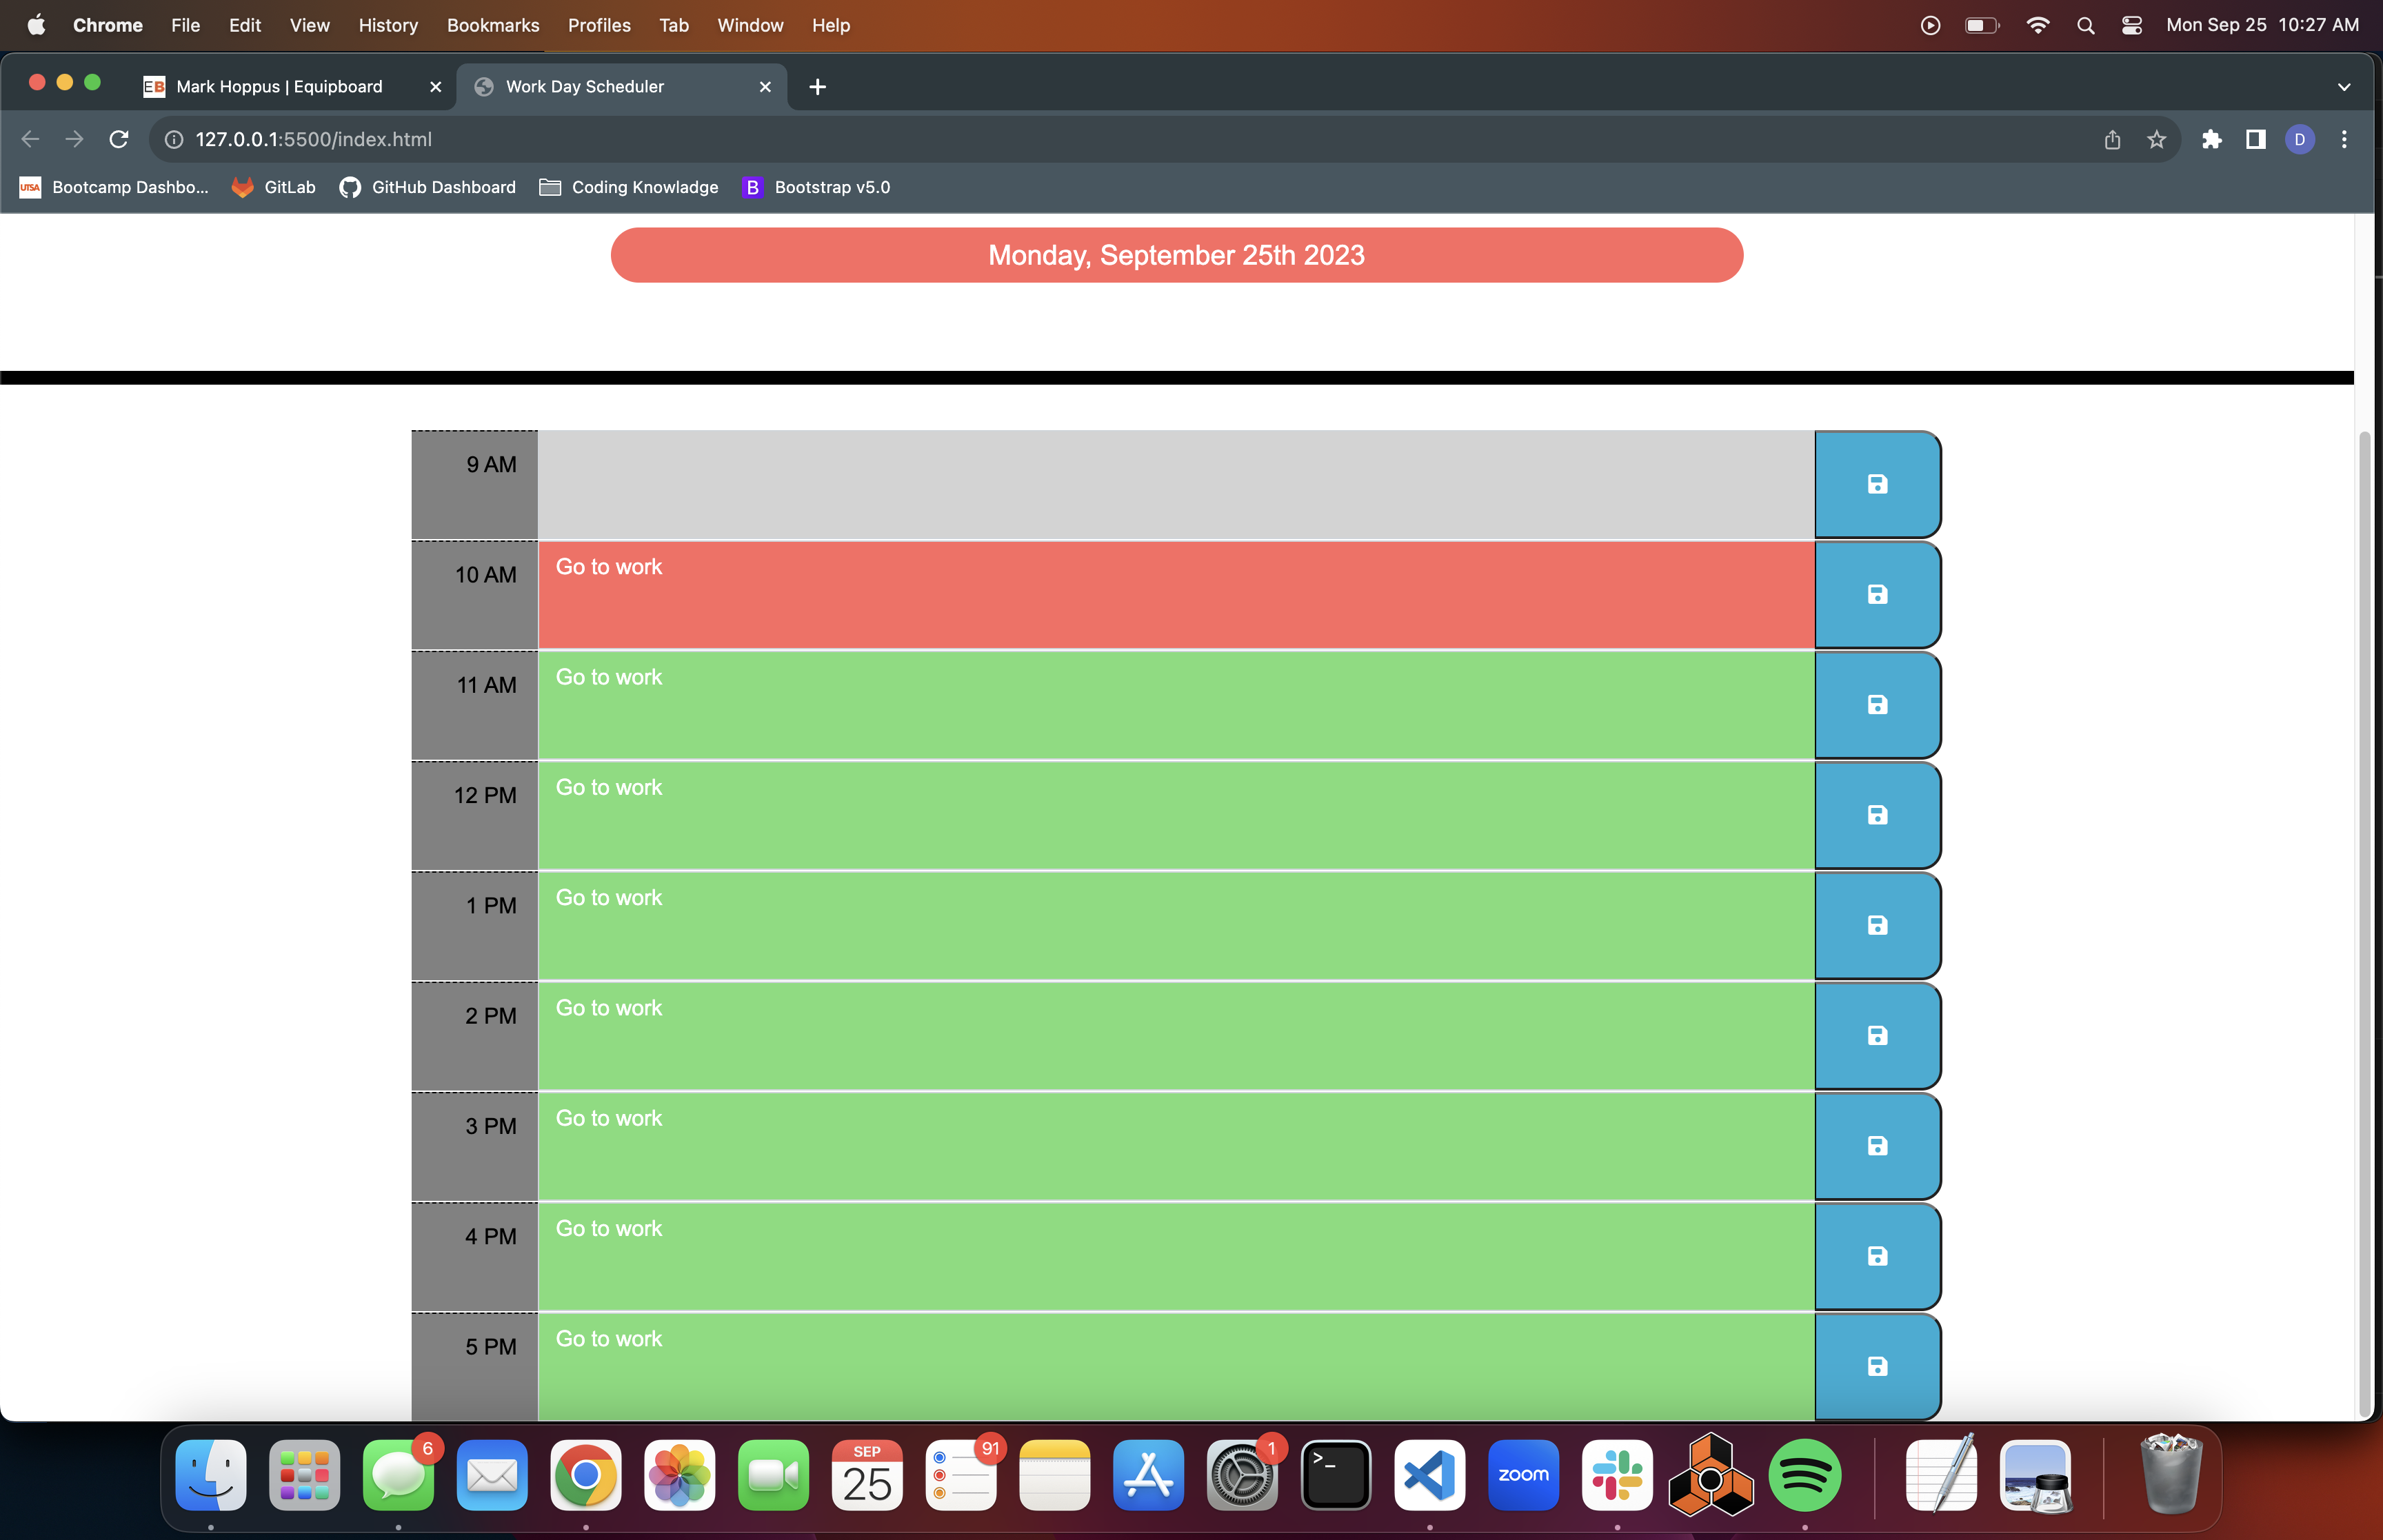 Chrome File Edit View History Bookmarks Profiles Tab Window Help Mon Sep 25 10:27 AM
EB Mark Hoppus | Equipboard Work Day Scheduler
127.0.0.1:5500/index.html D
UTSA Bootcamp Dashbo... GitLab GitHub Dashboard Coding Knowladge B Bootstrap v5.0
Monday, September 25th 2023
9 AM
10 AM Go to work
11 AM Go to work
12 PM Go to work
1 PM Go to work
2 PM Go to work
3 PM Go to work
4 PM Go to work
5 PM Go to work
6 SEP 91 1 >_
25 zoom